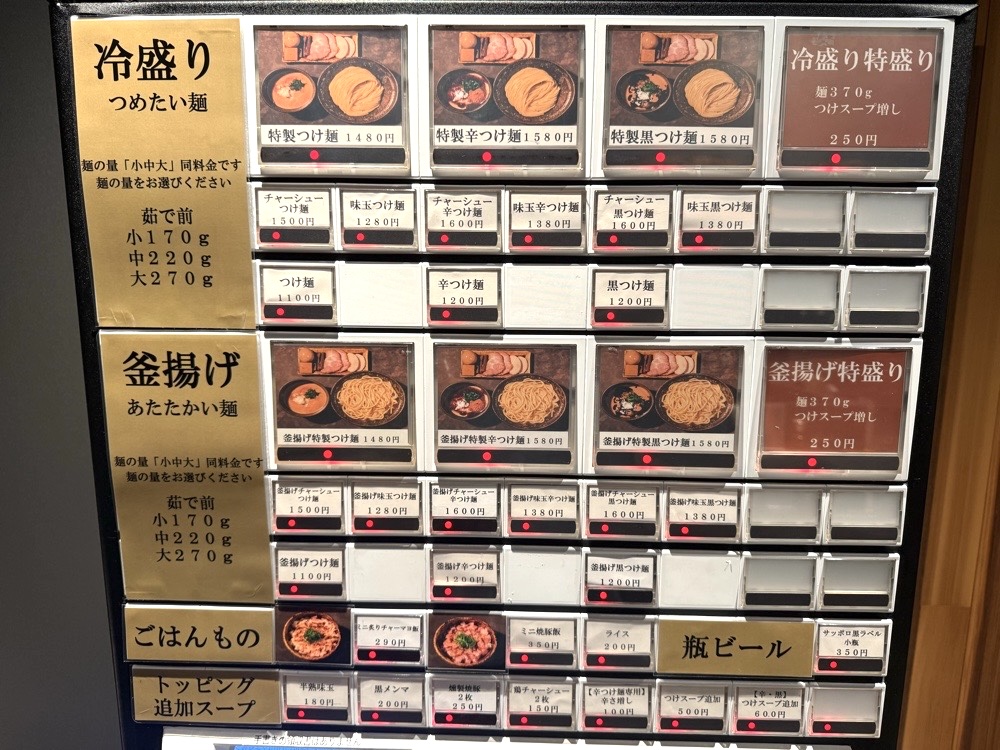 冷盛り
つめたい麺
麺の量「小中大」同料金です
麺の量をお選びください
茹で前
小１７０ｇ
中２２０ｇ
大２７０ｇ
特製つけ麺 １４８０円
特製辛つけ麺 １５８０円
特製黒つけ麺 １５８０円
冷盛り特盛り
麺３７０ｇ
つけスープ増し
２５０円
チャーシュー
つけ麺
１５００円
味玉つけ麺
１２８０円
チャーシュー
辛つけ麺
１６００円
味玉辛つけ麺
１３８０円
チャーシュー
黒つけ麺
１６００円
味玉黒つけ麺
１３８０円
つけ麺
１１００円
辛つけ麺
１２００円
黒つけ麺
１２００円
釜揚げ
あたたかい麺
麺の量「小中大」同料金です
麺の量をお選びください
茹で前
小１７０ｇ
中２２０ｇ
大２７０ｇ
釜揚げ特製つけ麺 １４８０円
釜揚げ特製辛つけ麺 １５８０円
釜揚げ特製黒つけ麺 １５８０円
釜揚げ特盛り
麺３７０ｇ
つけスープ増し
２５０円
釜揚げチャーシュー
つけ麺
１５００円
釜揚げ味玉つけ麺
１２８０円
釜揚げチャーシュー
辛つけ麺
１６００円
釜揚げ味玉辛つけ麺
１３８０円
釜揚げチャーシュー
黒つけ麺
１６００円
釜揚げ味玉黒つけ麺
１３８０円
釜揚げつけ麺
１１００円
釜揚げ辛つけ麺
１２００円
釜揚げ黒つけ麺
１２００円
ごはんもの
ミニ炙りチャーマヨ飯
２９０円
ミニ焼豚飯
３５０円
ライス
２００円
瓶ビール
サッポロ黒ラベル
小瓶
３５０円
トッピング
追加スープ
半熟味玉
１８０円
黒メンマ
２００円
燻製焼豚
２枚
２５０円
鶏チャーシュー
２枚
１５０円
【辛つけ麺専用】
辛さ増し
１００円
つけスープ追加
５００円
【辛・黒】
つけスープ追加
６００円